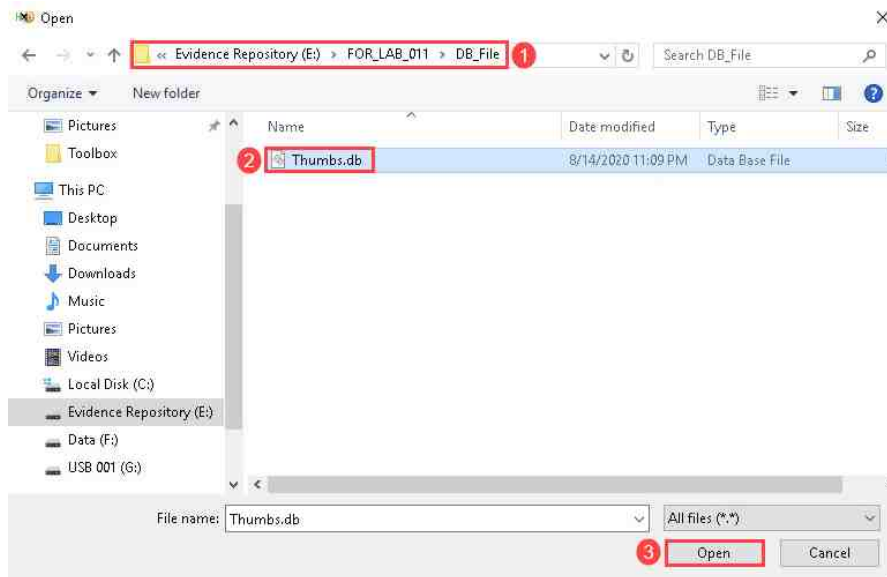 HxD Open
« Evidence Repository (E:) › FOR_LAB_011 › DB_File 1
Search DB_File
Organize New folder
Name Date modified Type Size
Pictures
Toolbox
2 Thumbs.db 8/14/2020 11:09 PM Data Base File
This PC
Desktop
Documents
Downloads
Music
Pictures
Videos
Local Disk (C:)
Evidence Repository (E:)
Data (F:)
USB 001 (G:)
File name: Thumbs.db All files (*.*)
3 Open Cancel